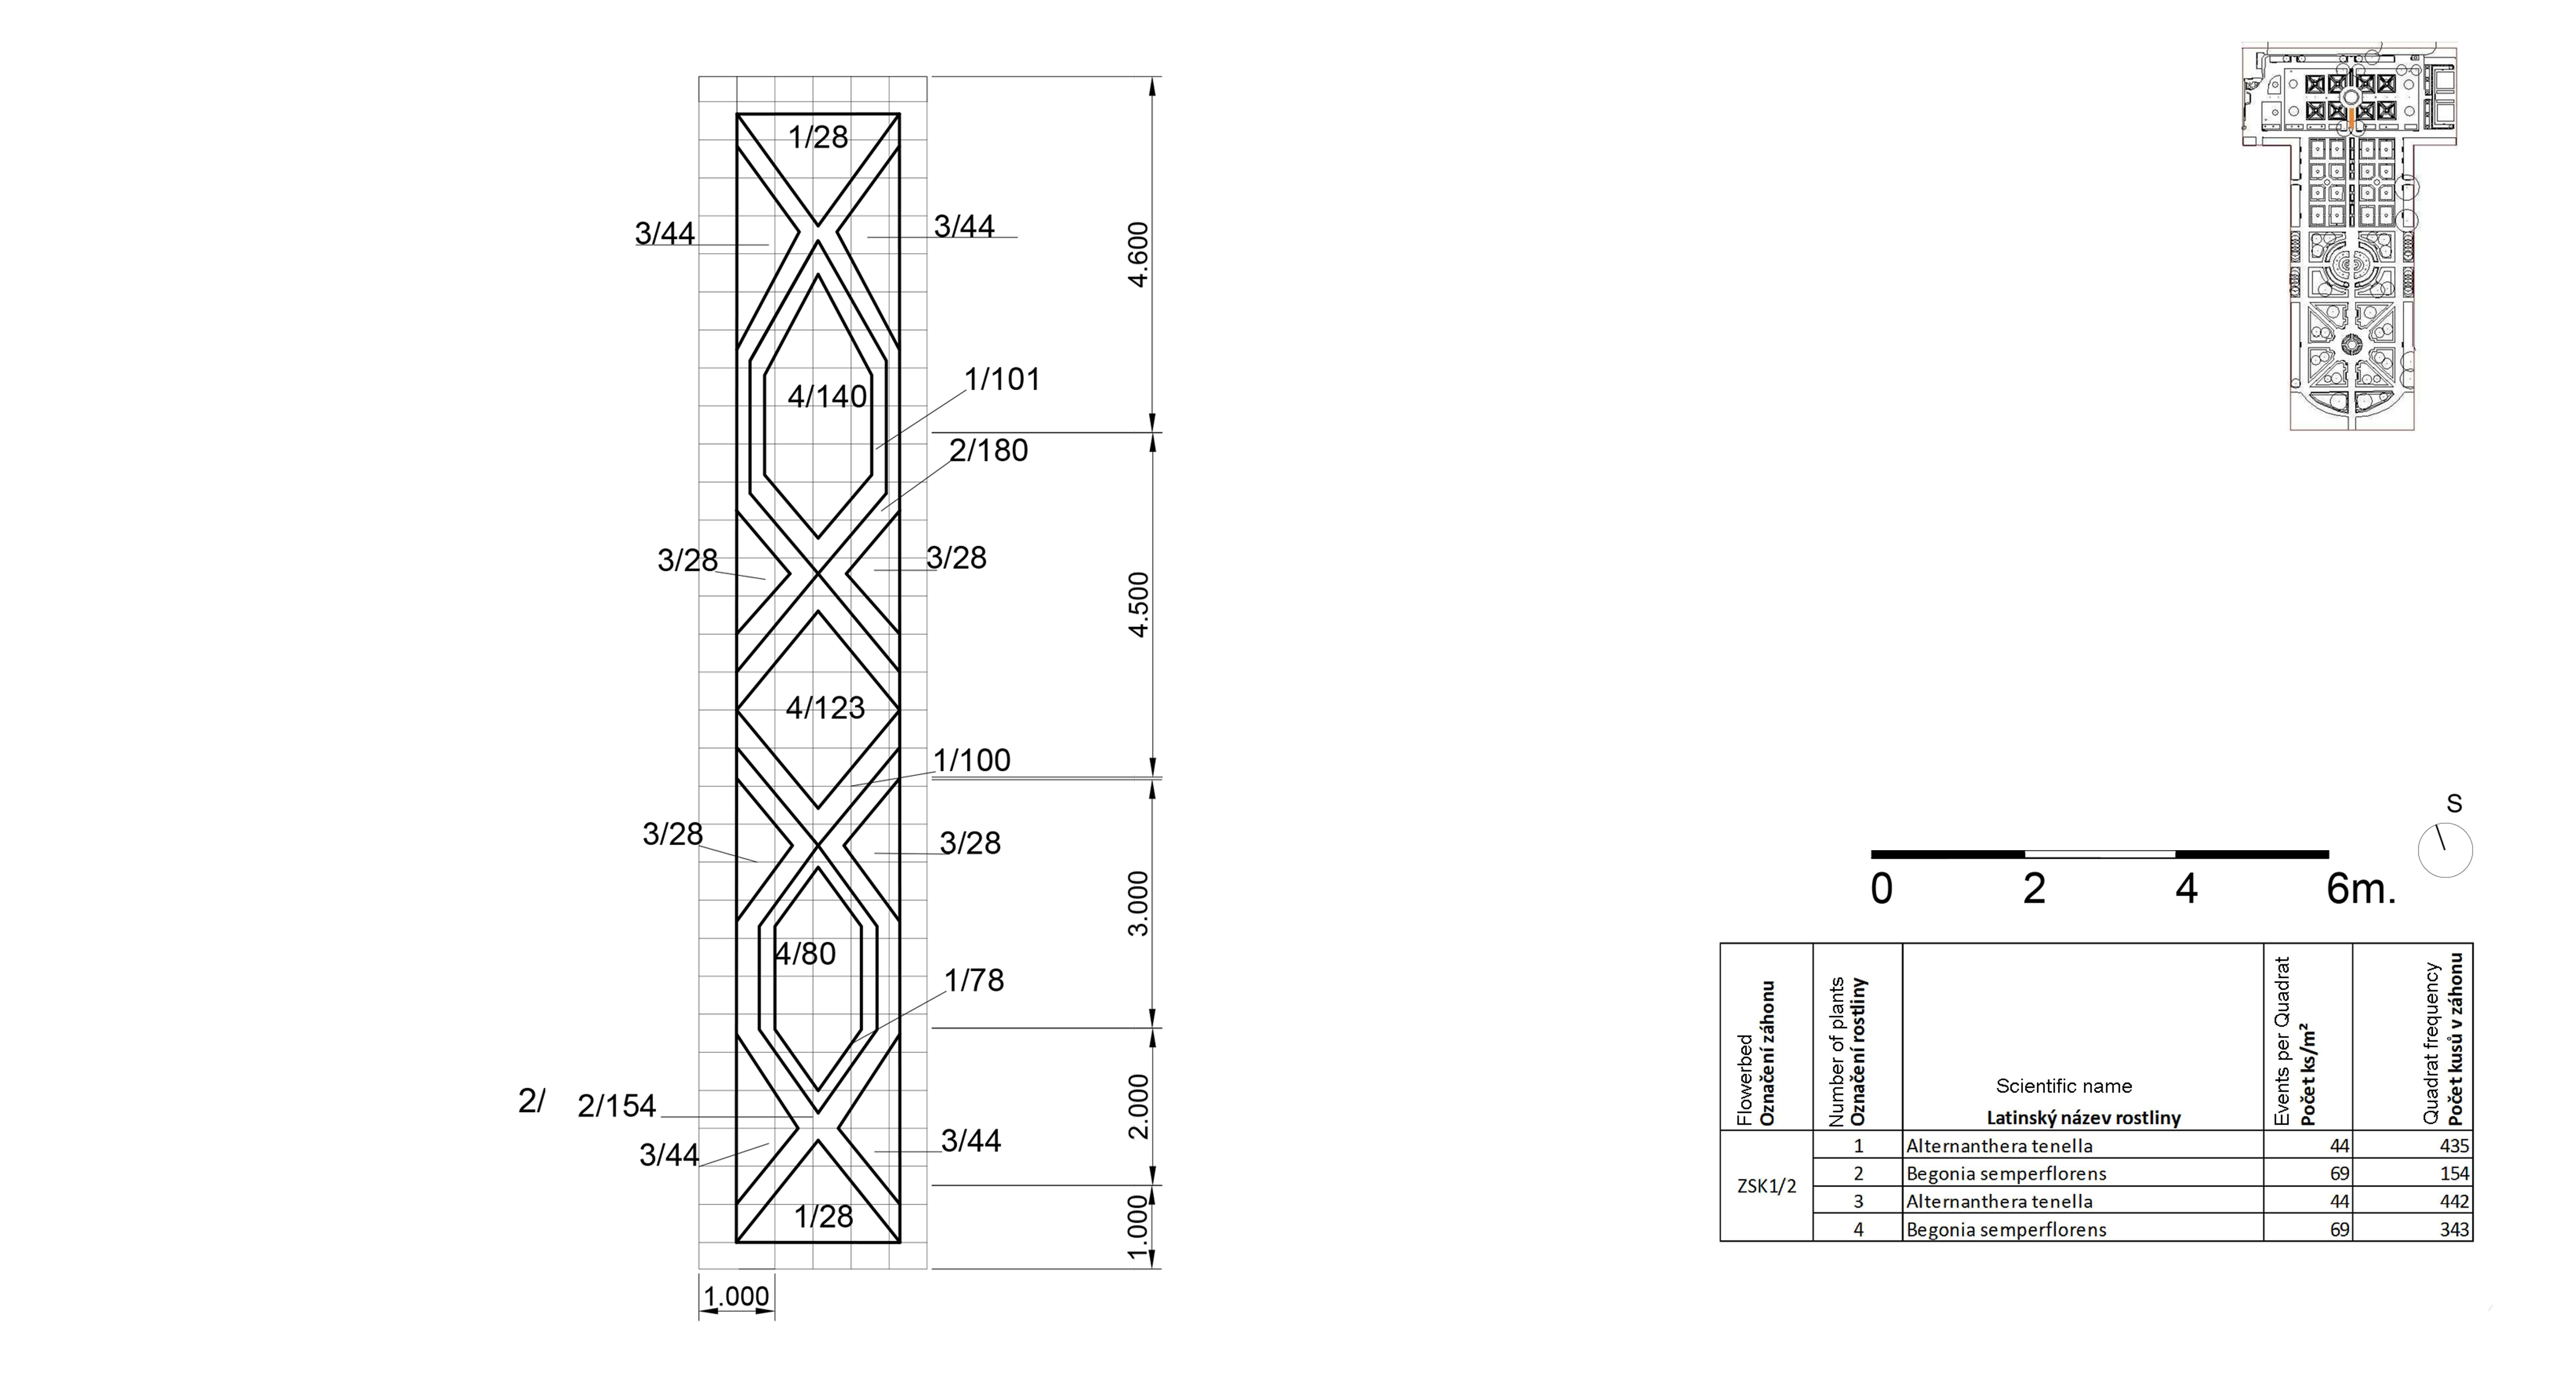 1/28
3/44
3/44
4.600
1/101
4/140
2/180
3/28
3/28
4.500
4/123
1/100
3/28
3/28
3.000
4/80
1/78
2/
2/154
2.000
3/44
3/44
1/28
1.000
1.000
S
0 2 4 6m.
Flowerbed
Označení záhonu
Number of plants
Označení rostliny
Scientific name
Latinský název rostliny
Events per Quadrat
Počet ks/m²
Quadrat frequency
Počet kusů v záhonu
ZSK1/2
1 Alternanthera tenella 44 435
2 Begonia semperflorens 69 154
3 Alternanthera tenella 44 442
4 Begonia semperflorens 69 343